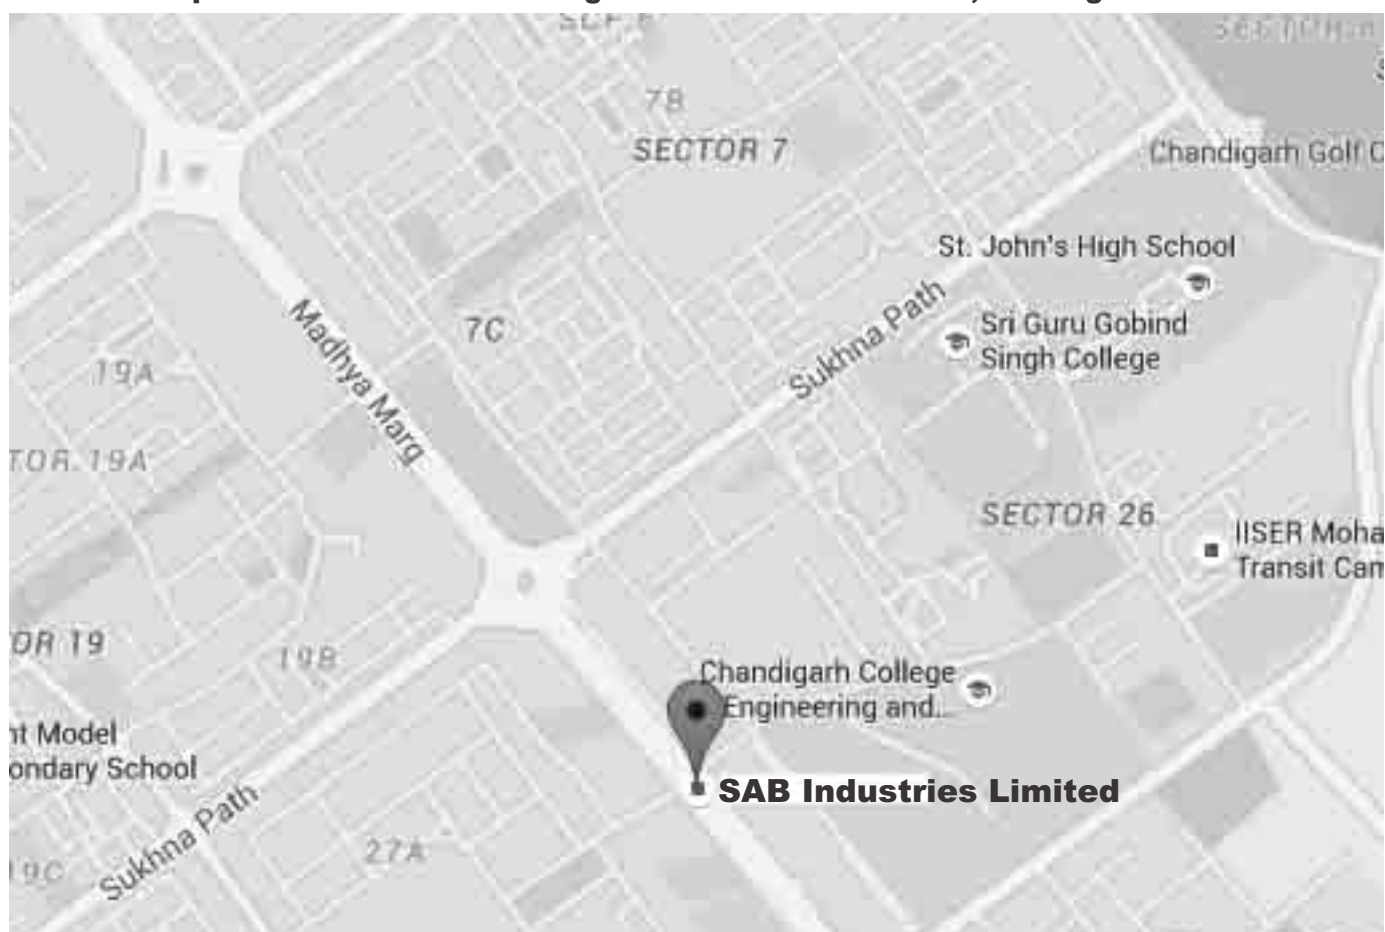 SECTOR
7B
SECTOR 7
Chandigarh Golf C
St. John's High School
Sukhna Path
Sri Guru Gobind
Singh College
Madhya Marg
7C
19A
TOR 19A
SECTOR 26
IISER Moha
Transit Cam
OR 19
19B
Chandigarh College
Engineering and...
nt Model
ondary School
SAB Industries Limited
Sukhna Path
27A
19C